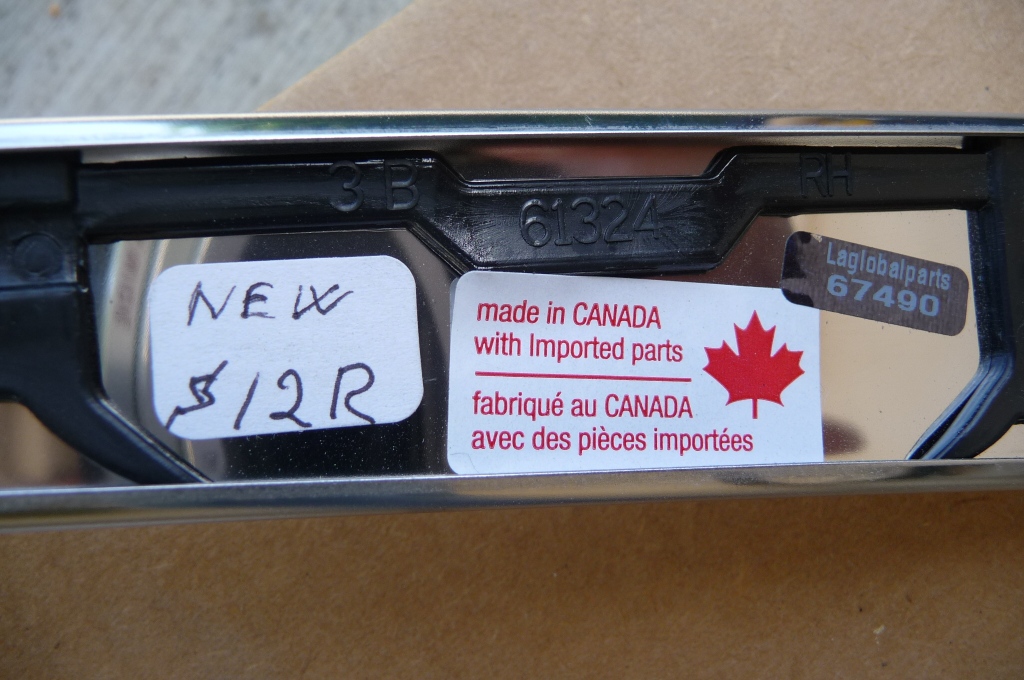 3 B
61324
RH
NEW
$12R
made in CANADA
with Imported parts
fabriqué au CANADA
avec des pièces importées
Laglobalparts
67490